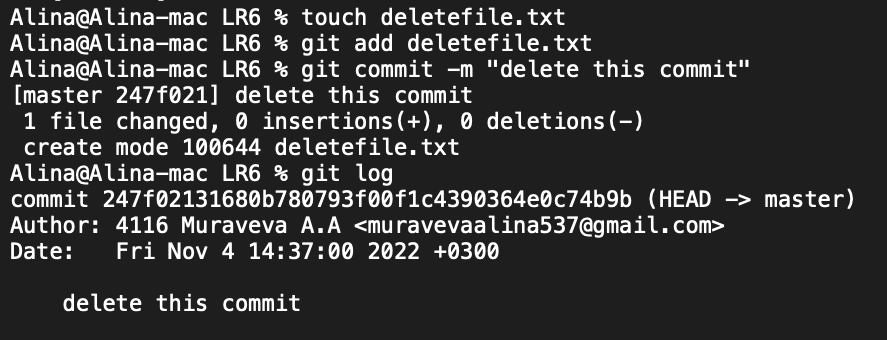 Alina@Alina-mac LR6 % touch deletefile.txt
Alina@Alina-mac LR6 % git add deletefile.txt
Alina@Alina-mac LR6 % git commit -m "delete this commit"
[master 247f021] delete this commit
 1 file changed, 0 insertions(+), 0 deletions(-)
 create mode 100644 deletefile.txt
Alina@Alina-mac LR6 % git log
commit 247f02131680b780793f00f1c4390364e0c74b9b (HEAD -> master)
Author: 4116 Muraveva A.A <muravevaalina537@gmail.com>
Date:   Fri Nov 4 14:37:00 2022 +0300
    delete this commit